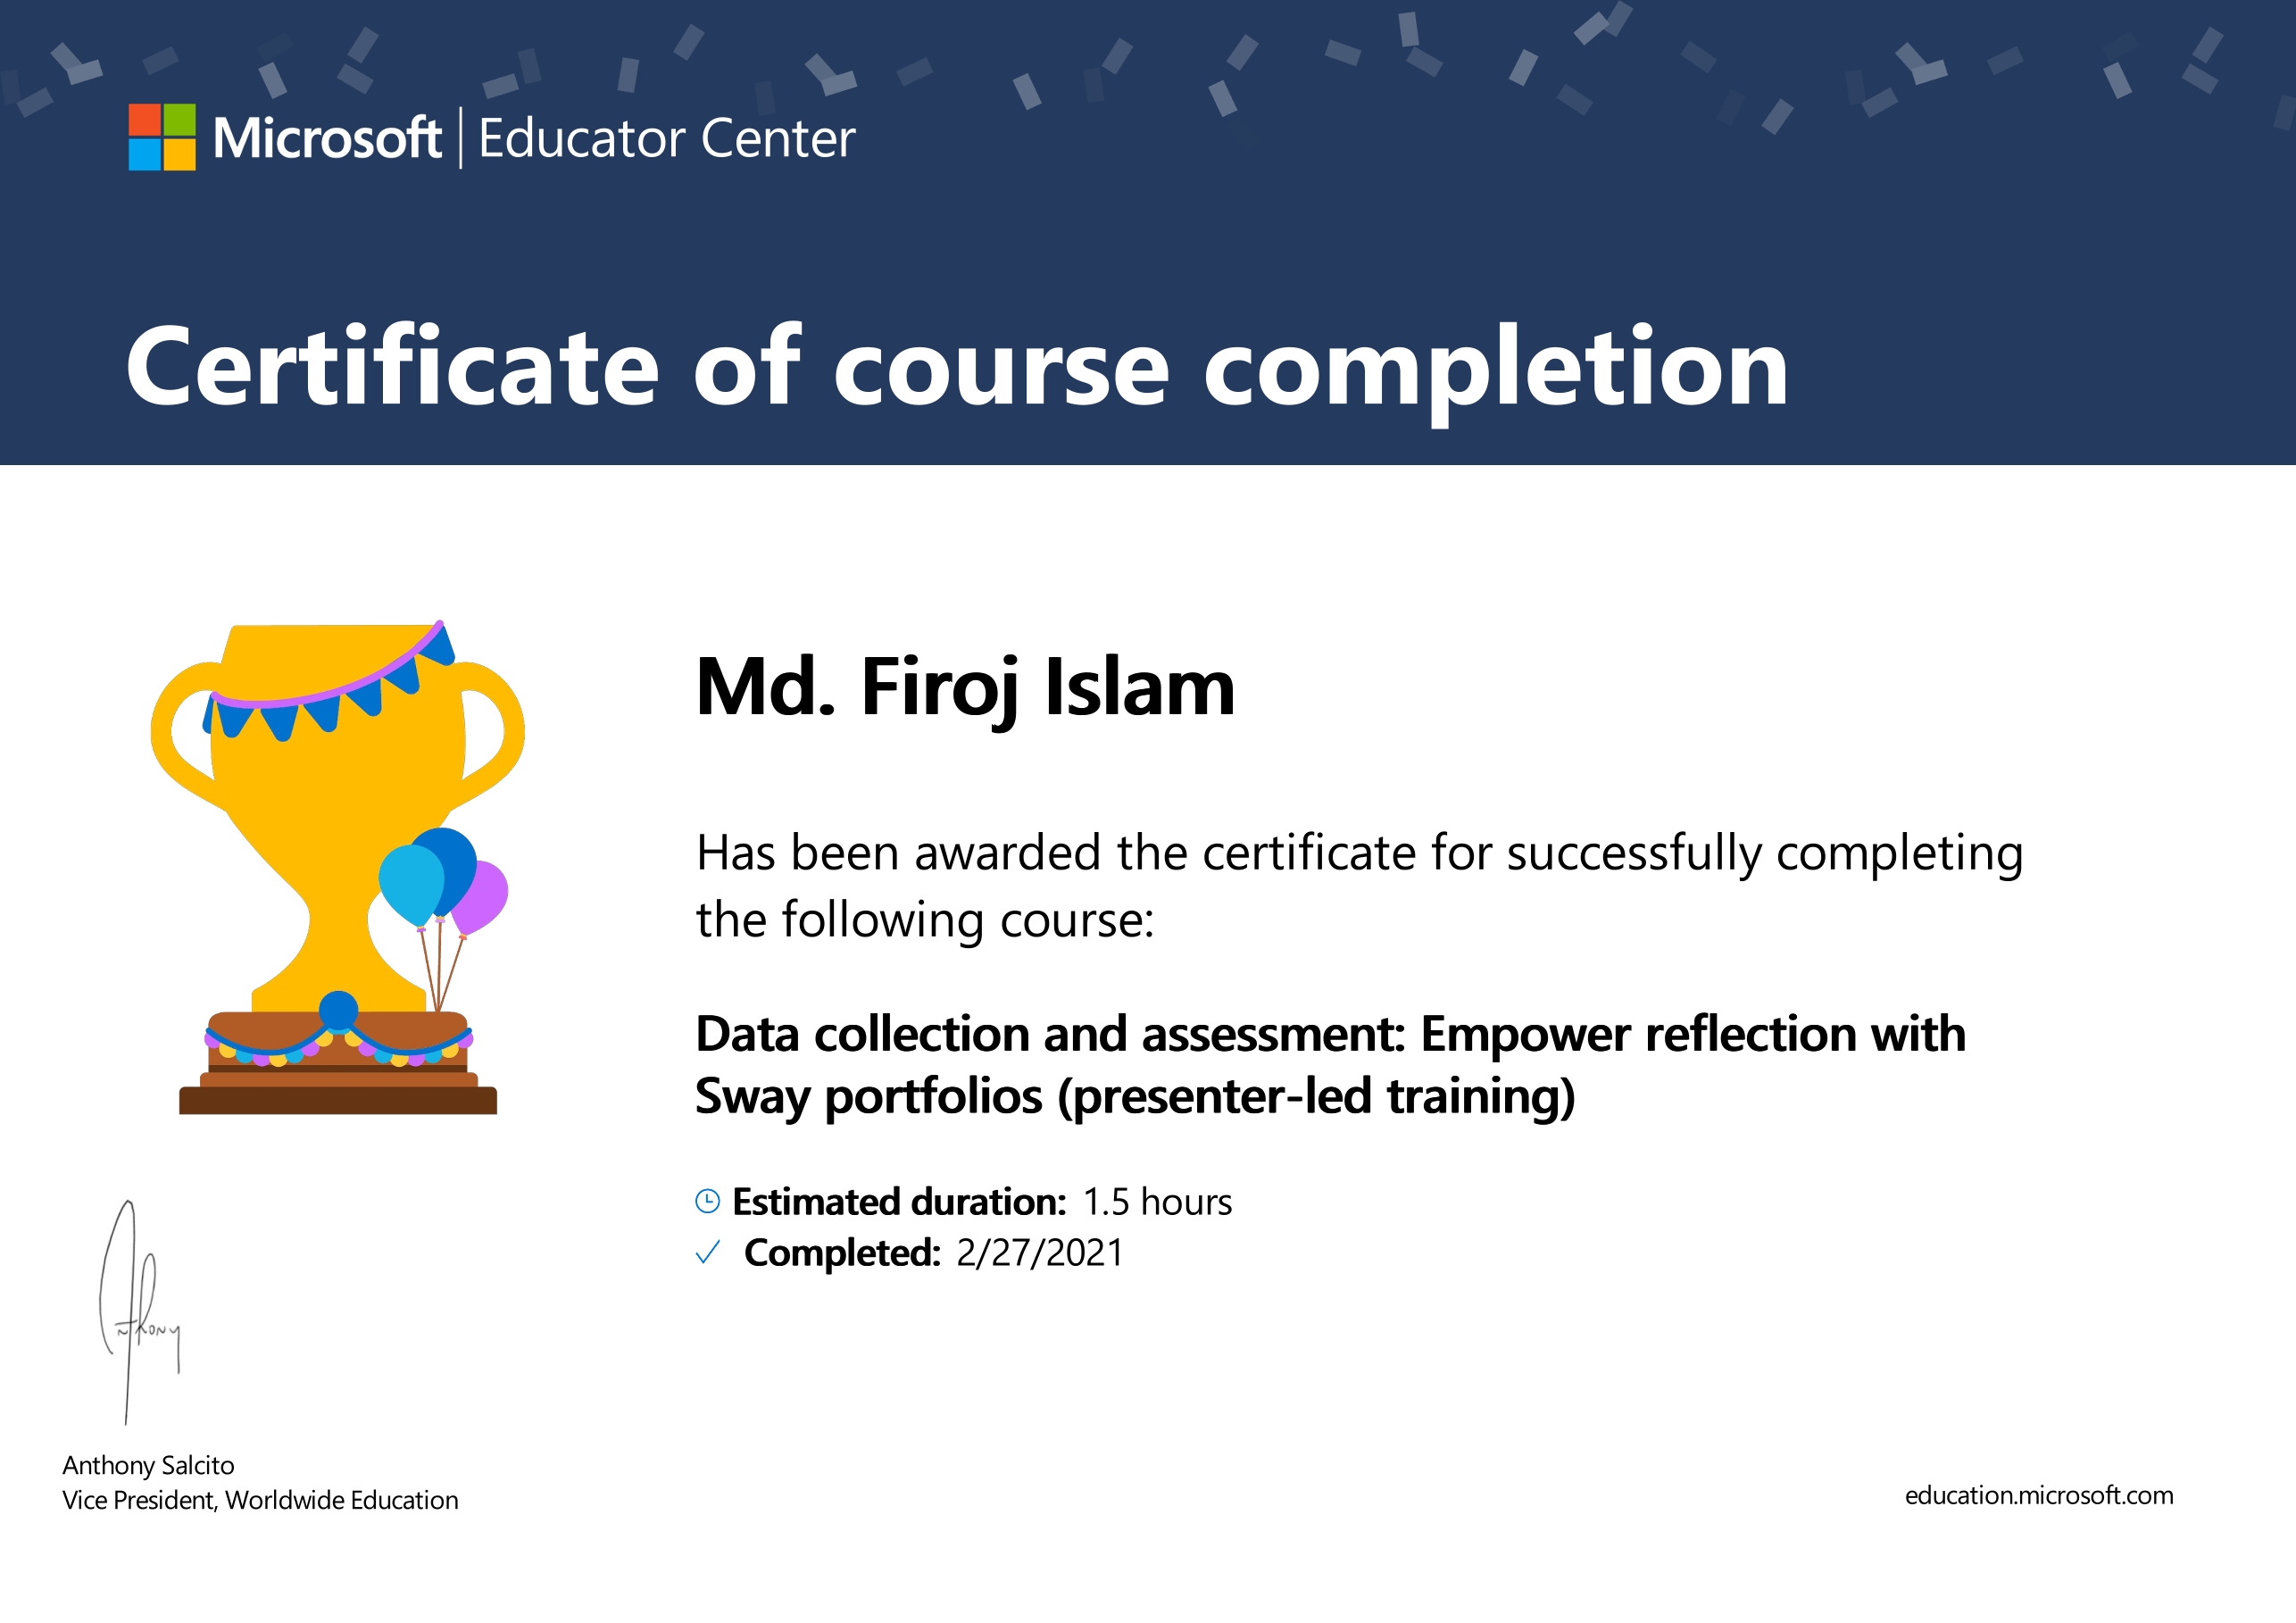 Microsoft | Educator Center
Certificate of course completion
Md. Firoj Islam
Has been awarded the certificate for successfully completing
the following course:
Data collection and assessment: Empower reflection with
Sway portfolios (presenter-led training)
Estimated duration: 1.5 hours
Completed: 2/27/2021
Anthony
Anthony Salcito
Vice President, Worldwide Education
education.microsoft.com